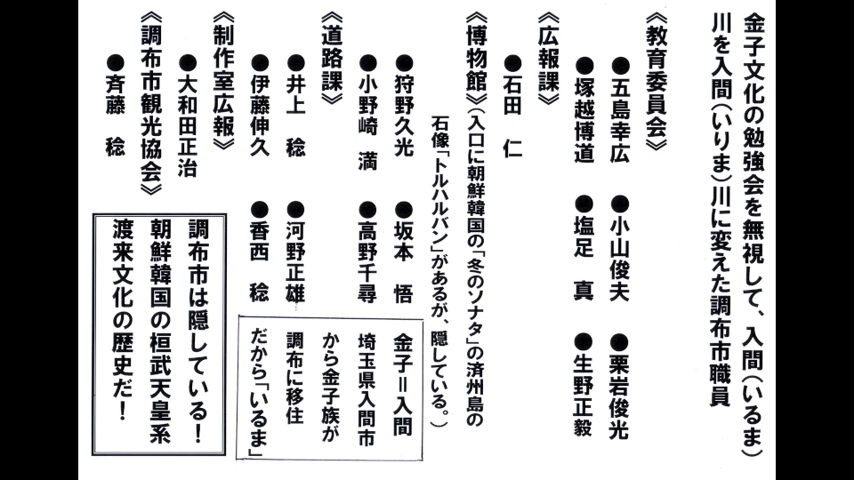 金子文化の勉強会を無視して、入間(いるま)
川を入間(いりま)川に変えた調布市職員
《教育委員会》
●五島幸広 ●小山俊夫 ●栗岩俊光
●塚越博道 ●塩足 真 ●生野正毅
《広報課》
●石田 仁
《博物館》(入口に朝鮮韓国の「冬のソナタ」の済州島の
石像「トルハルバン」があるが、隠している。)
●狩野久光 ●坂本 悟
●小野崎 満 ●高野千尋
《道路課》
●井上 稔 ●河野正雄
●伊藤伸久 ●香西 稔
《制作室広報》
●大和田正治
《調布市観光協会》
●斉藤 稔
金子=入間
埼玉県入間市
から金子族が
調布に移住
だから「いるま」
調布市は隠している!
朝鮮韓国の桓武天皇系
渡来文化の歴史だ!